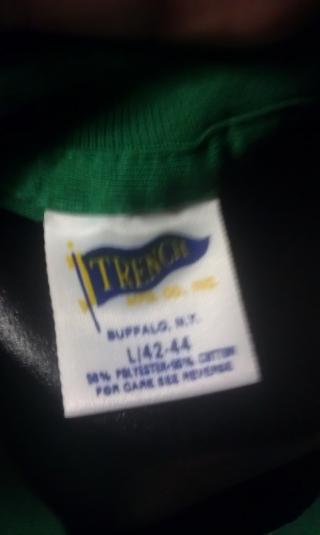 TRENCH
MFG. CO., INC.
BUFFALO, N.Y.
L/42-44
50% POLYESTER-50% COTTON
FOR CARE SEE REVERSE